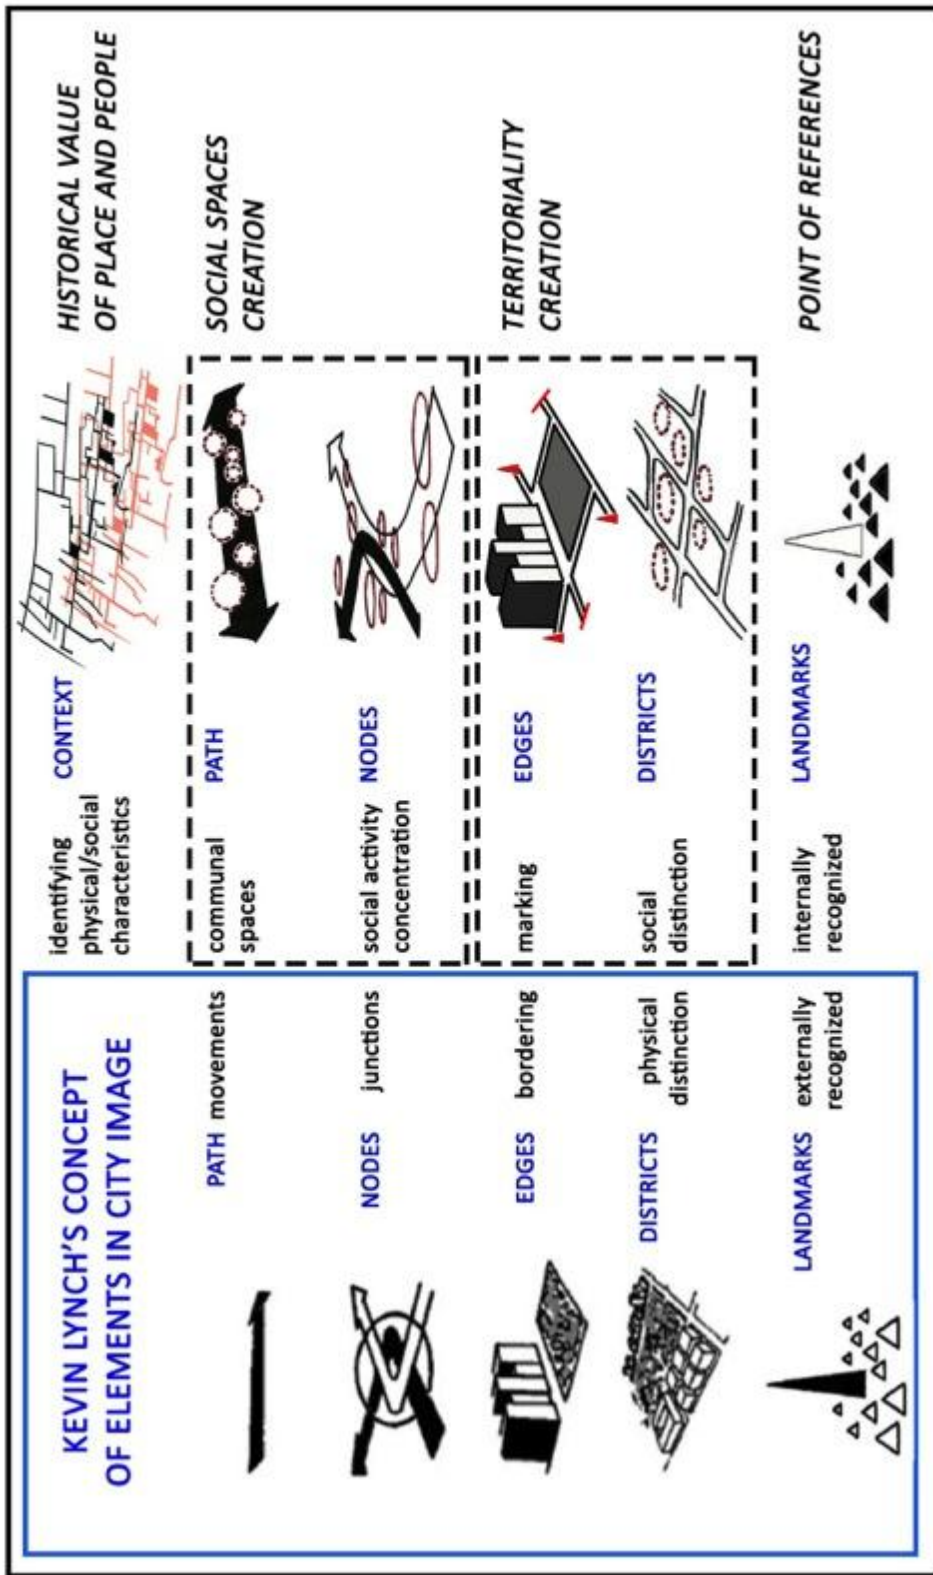 KEVIN LYNCH'S CONCEPT
OF ELEMENTS IN CITY IMAGE
identifying
physical/social
characteristics
CONTEXT
HISTORICAL VALUE
OF PLACE AND PEOPLE
PATH movements
communal
spaces
PATH
SOCIAL SPACES
CREATION
NODES
junctions
social activity
concentration
NODES
EDGES
bordering
marking
EDGES
TERRITORIALITY
CREATION
DISTRICTS
physical
distinction
social
distinction
DISTRICTS
LANDMARKS
externally
recognized
internally
recognized
LANDMARKS
POINT OF REFERENCES